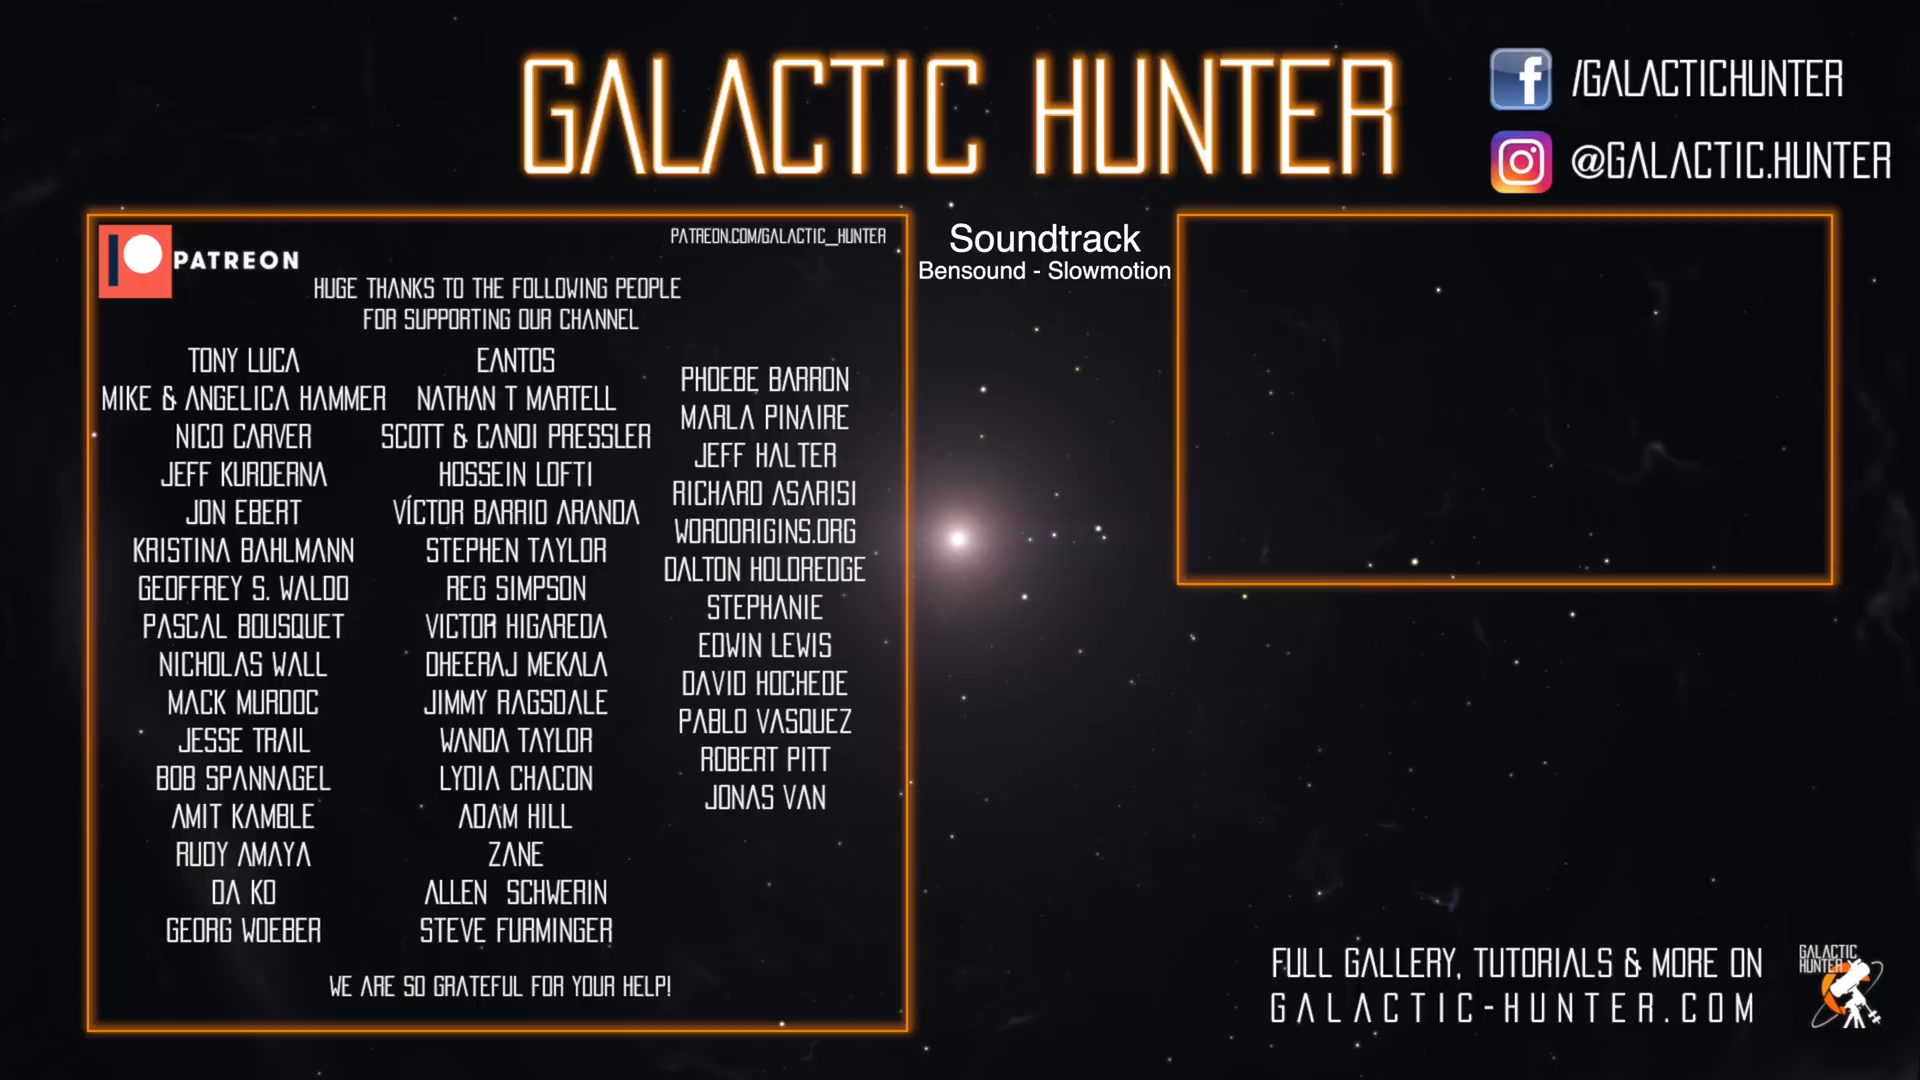 GALACTIC HUNTER
/GALACTICHUNTER
@GALACTIC.HUNTER
PATREON
PATREON.COM/GALACTIC_HUNTER
HUGE THANKS TO THE FOLLOWING PEOPLE
FOR SUPPORTING OUR CHANNEL
TONY LUCA
MIKE & ANGELICA HAMMER
NICO CARVER
JEFF KURDERNA
JON EBERT
KRISTINA BAHLMANN
GEOFFREY S. WALDO
PASCAL BOUSQUET
NICHOLAS WALL
MACK MURDOC
JESSE TRAIL
BOB SPANNAGEL
AMIT KAMBLE
RUDY AMAYA
DA KO
GEORG WOEBER
EANTOS
NATHAN T MARTELL
SCOTT & CANDI PRESSLER
HOSSEIN LOFTI
VÍCTOR BARRIO ARANDA
STEPHEN TAYLOR
REG SIMPSON
VICTOR HIGAREDA
DHEERAJ MEKALA
JIMMY RAGSDALE
WANDA TAYLOR
LYDIA CHACON
ADAM HILL
ZANE
ALLEN SCHWERIN
STEVE FURMINGER
PHOEBE BARRON
MARLA PINAIRE
JEFF HALTER
RICHARD ASARISI
WORDORIGINS.ORG
DALTON HOLDREDGE
STEPHANIE
EDWIN LEWIS
DAVID HOCHEDE
PABLO VASQUEZ
ROBERT PITT
JONAS VAN
WE ARE SO GRATEFUL FOR YOUR HELP!
Soundtrack
Bensound - Slowmotion
FULL GALLERY, TUTORIALS & MORE ON
GALACTIC-HUNTER.COM
GALACTIC
HUNTER